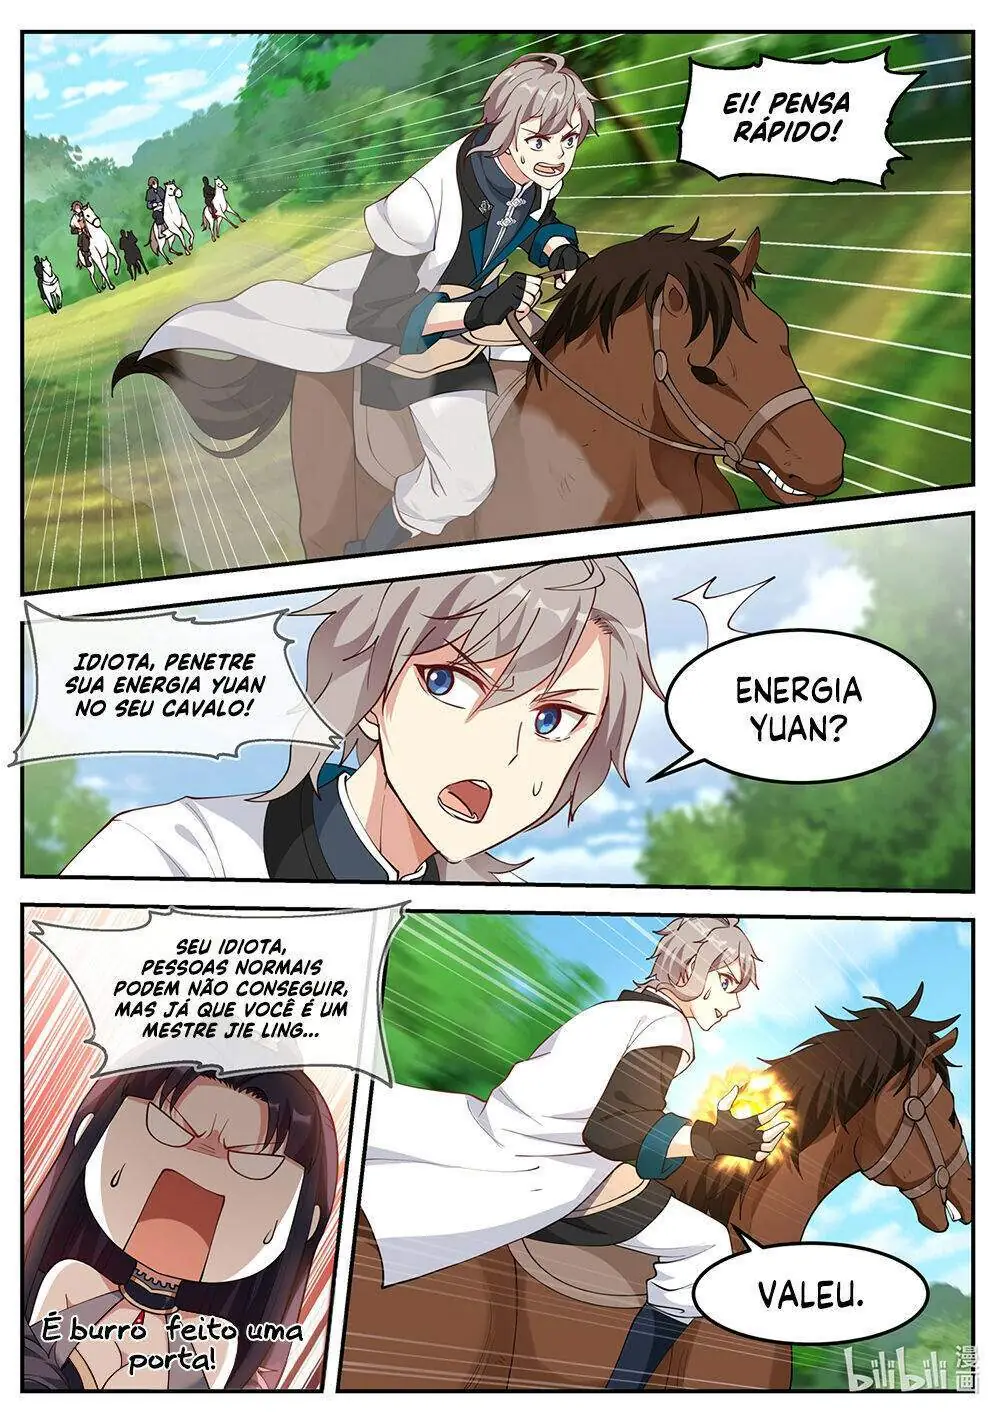 EI! PENSA
RÁPIDO!
IDIOTA, PENETRE
SUA ENERGIA YUAN
NO SEU CAVALO!
ENERGIA
YUAN?
SEU IDIOTA,
PESSOAS NORMAIS
PODEM NÃO CONSEGUIR,
MAS JÁ QUE VOCÊ É UM
MESTRE JIE LING...
É burro feito uma
porta!
VALEU.
bilibili 漫画